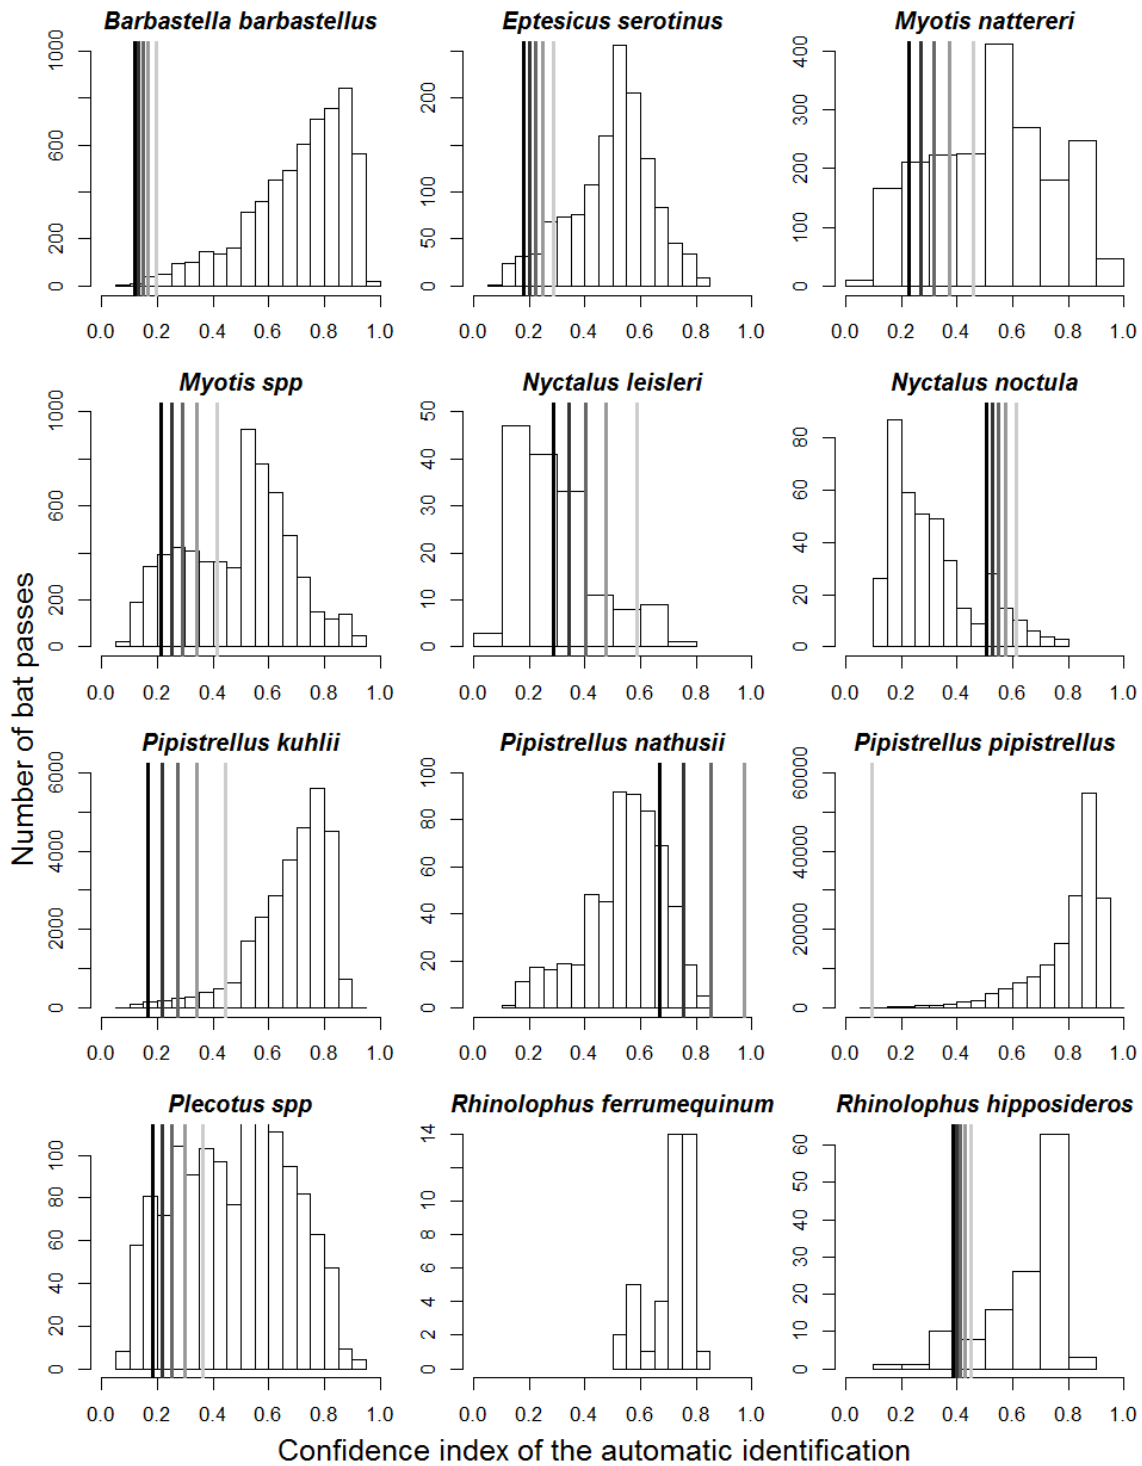 Barbastella barbastellus
Eptesicus serotinus
Myotis nattereri
0 200 600 1000
0 50 100 200
0 100 200 300 400
0.0 0.2 0.4 0.6 0.8 1.0
0.0 0.2 0.4 0.6 0.8 1.0
0.0 0.2 0.4 0.6 0.8 1.0
Myotis spp
Nyctalus leisleri
Nyctalus noctula
0 200 600 1000
0 10 20 30 40 50
0 20 40 60 80
0.0 0.2 0.4 0.6 0.8 1.0
0.0 0.2 0.4 0.6 0.8 1.0
0.0 0.2 0.4 0.6 0.8 1.0
Number of bat passes
Pipistrellus kuhlii
Pipistrellus nathusii
Pipistrellus pipistrellus
0 2000 4000 6000
0 20 40 60 80 100
0 20000 40000 60000
0.0 0.2 0.4 0.6 0.8 1.0
0.0 0.2 0.4 0.6 0.8 1.0
0.0 0.2 0.4 0.6 0.8 1.0
Plecotus spp
Rhinolophus ferrumequinum
Rhinolophus hipposideros
0 20 40 60 80 100
0 2 4 6 8 10 14
0 10 20 30 40 50 60
0.0 0.2 0.4 0.6 0.8 1.0
0.0 0.2 0.4 0.6 0.8 1.0
0.0 0.2 0.4 0.6 0.8 1.0
Confidence index of the automatic identification